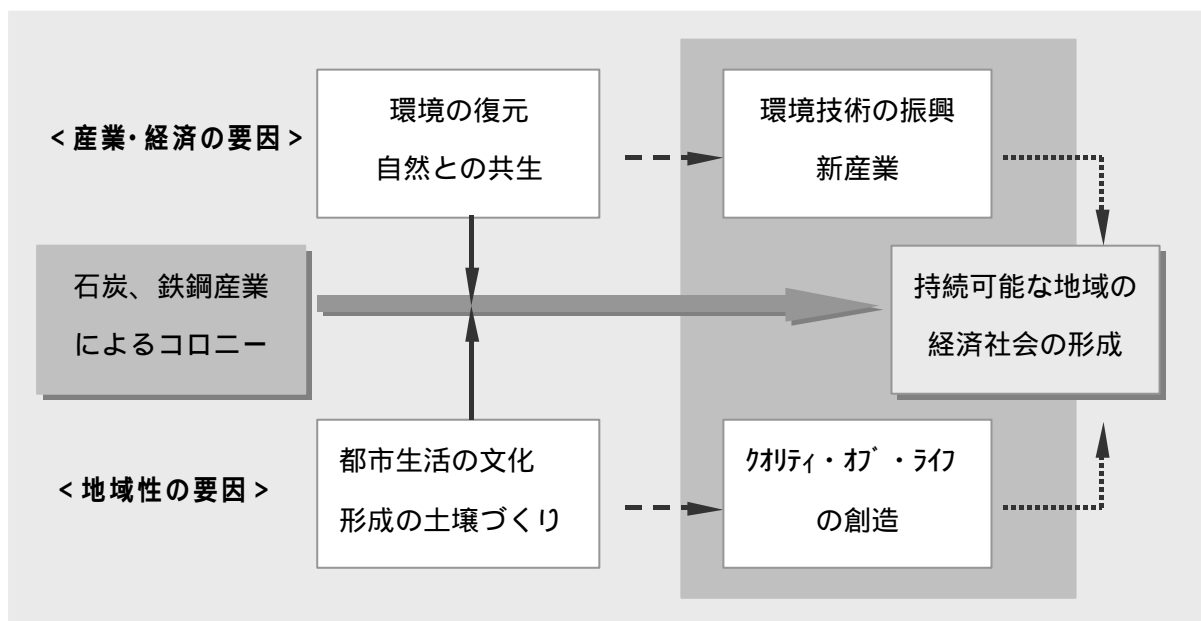 <産業・経済の要因>
環境の復元
自然との共生
環境技術の振興
新産業
石炭、鉄鋼産業
によるコロニー
持続可能な地域の
経済社会の形成
<地域性の要因>
都市生活の文化
形成の土壌づくり
ｸｵﾘﾃｨ・ｵﾌﾞ・ﾗｲﾌ
の創造